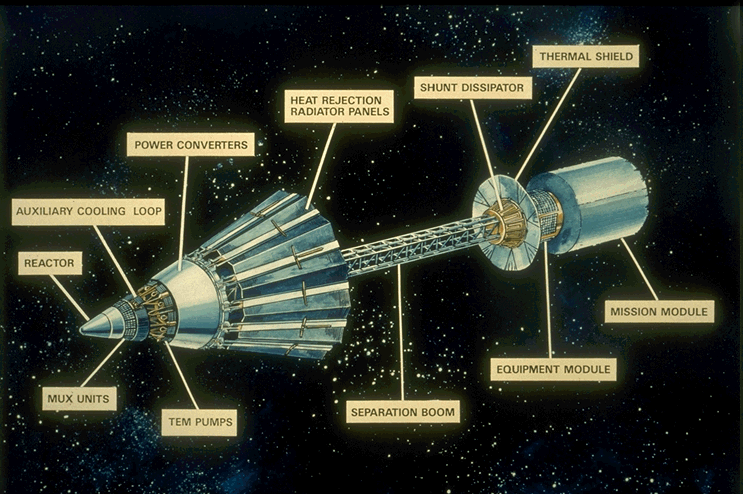 THERMAL SHIELD
SHUNT DISSIPATOR
HEAT REJECTION
RADIATOR PANELS
POWER CONVERTERS
AUXILIARY COOLING LOOP
REACTOR
MISSION MODULE
EQUIPMENT MODULE
MUX UNITS
SEPARATION BOOM
TEM PUMPS